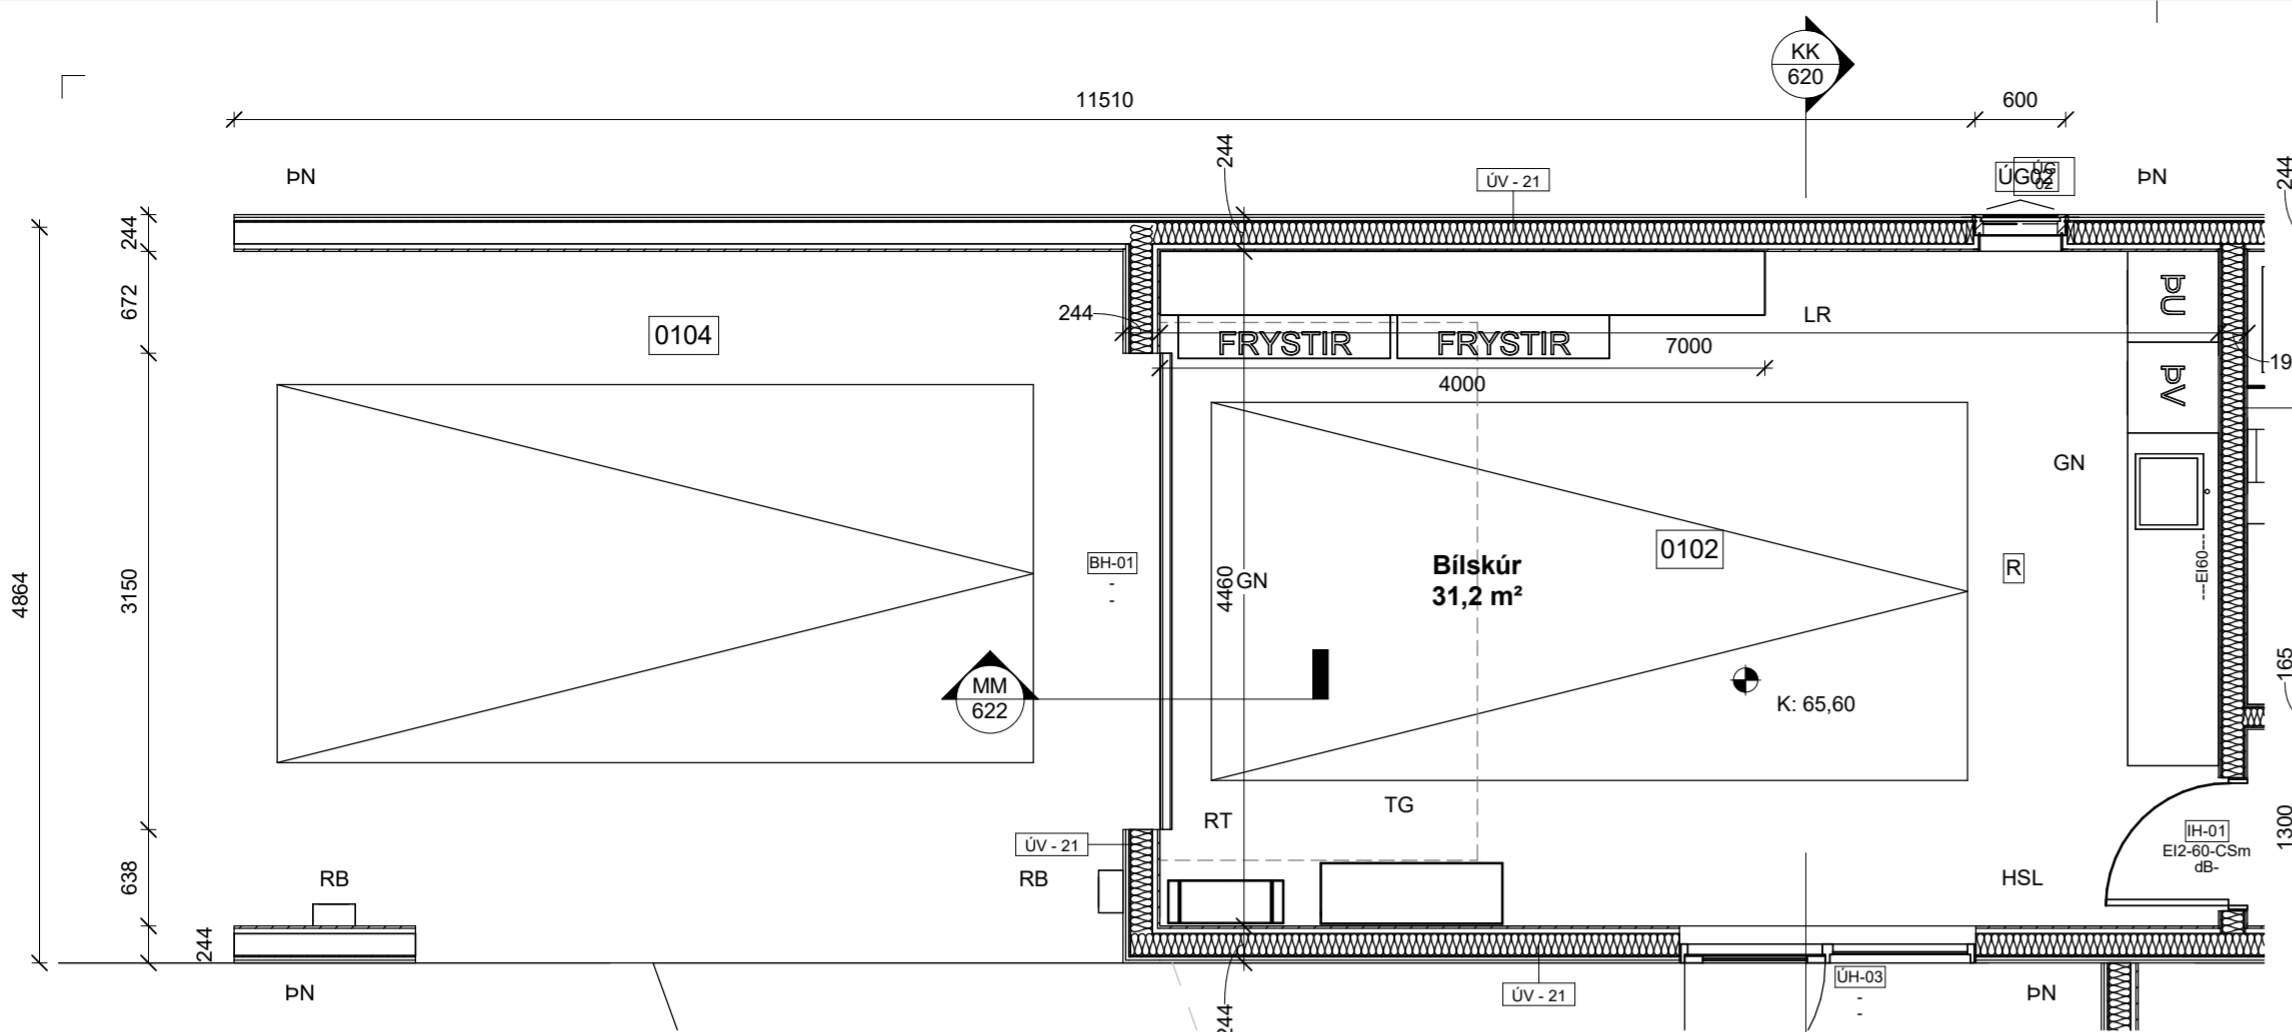 KK
620
11510
600
244
ÞN
ÚV - 21
ÚG02
ÚG
02
ÞN
244
244
672
0104
244
LR
ÞU
FRYSTIR
FRYSTIR
7000
4000
ÞV
19
GN
4864
3150
BH-01
-
-
4460
GN
Bílskúr
31,2 m²
0102
R
---EI60---
MM
622
K: 65,60
165
TG
RT
ÚV - 21
IH-01
EI2-60-CSm
dB-
1300
638
RB
RB
HSL
244
ÞN
244
ÚV - 21
ÚH-03
-
-
ÞN